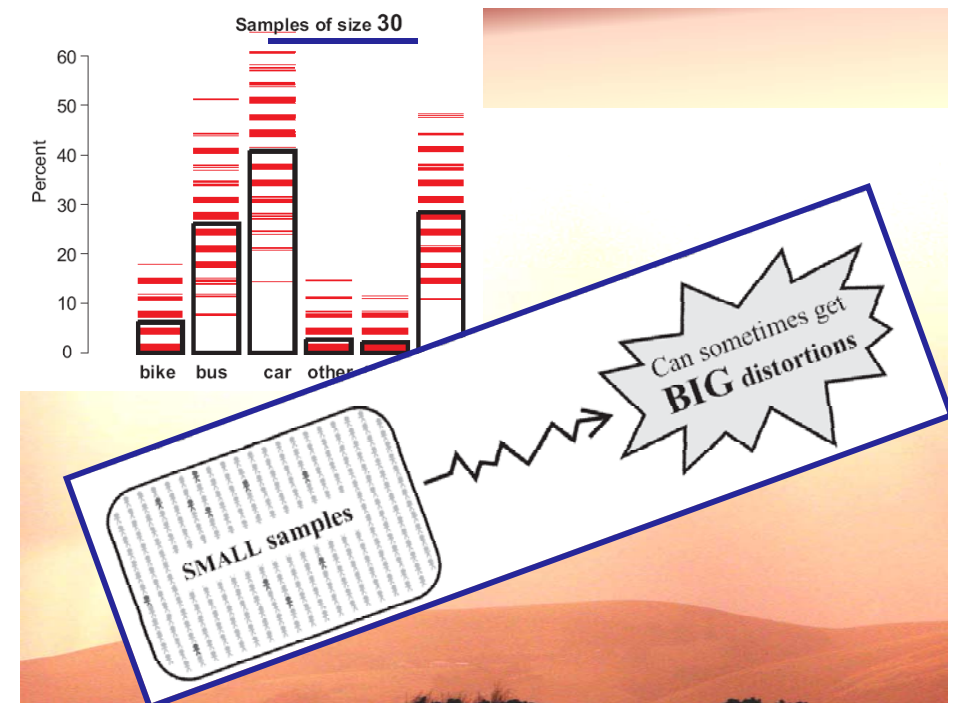 Samples of size 30
60
50
40
30
20
10
0
Percent
bike bus car other
Can sometimes get
BIG distortions
SMALL samples